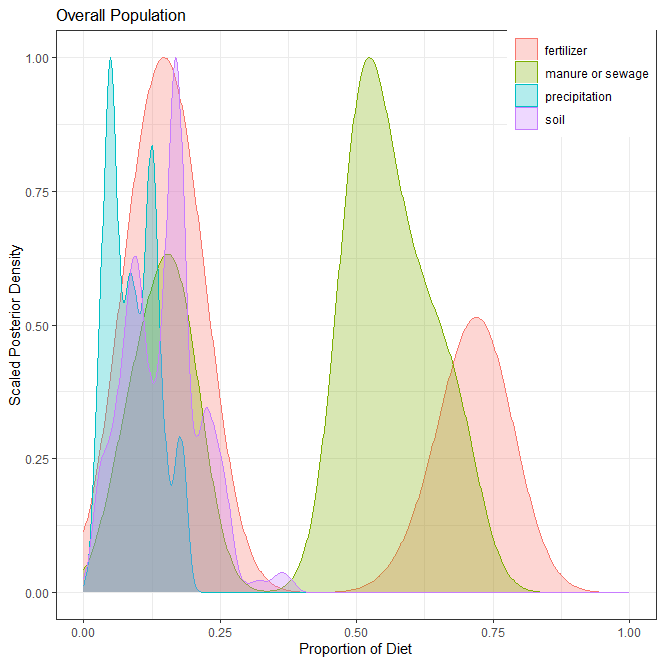 Overall Population
fertilizer
manure or sewage
precipitation
soil
1.00
0.75
0.50
0.25
0.00
Scaled Posterior Density
0.00 0.25 0.50 0.75 1.00
Proportion of Diet